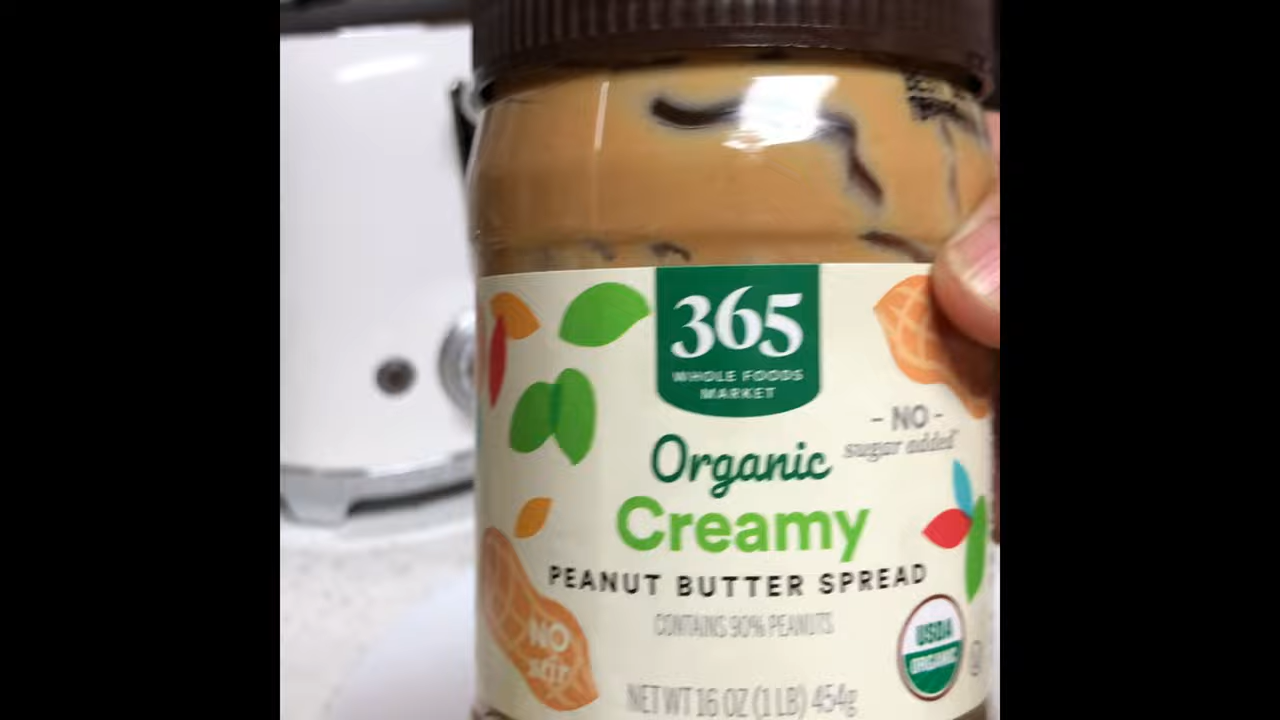 365
WHOLE FOODS
MARKET
- NO -
sugar added*
Organic
Creamy
PEANUT BUTTER SPREAD
CONTAINS 90% PEANUTS
NO
stir
USDA
ORGANIC
NET WT 16 OZ (1 LB) 454g